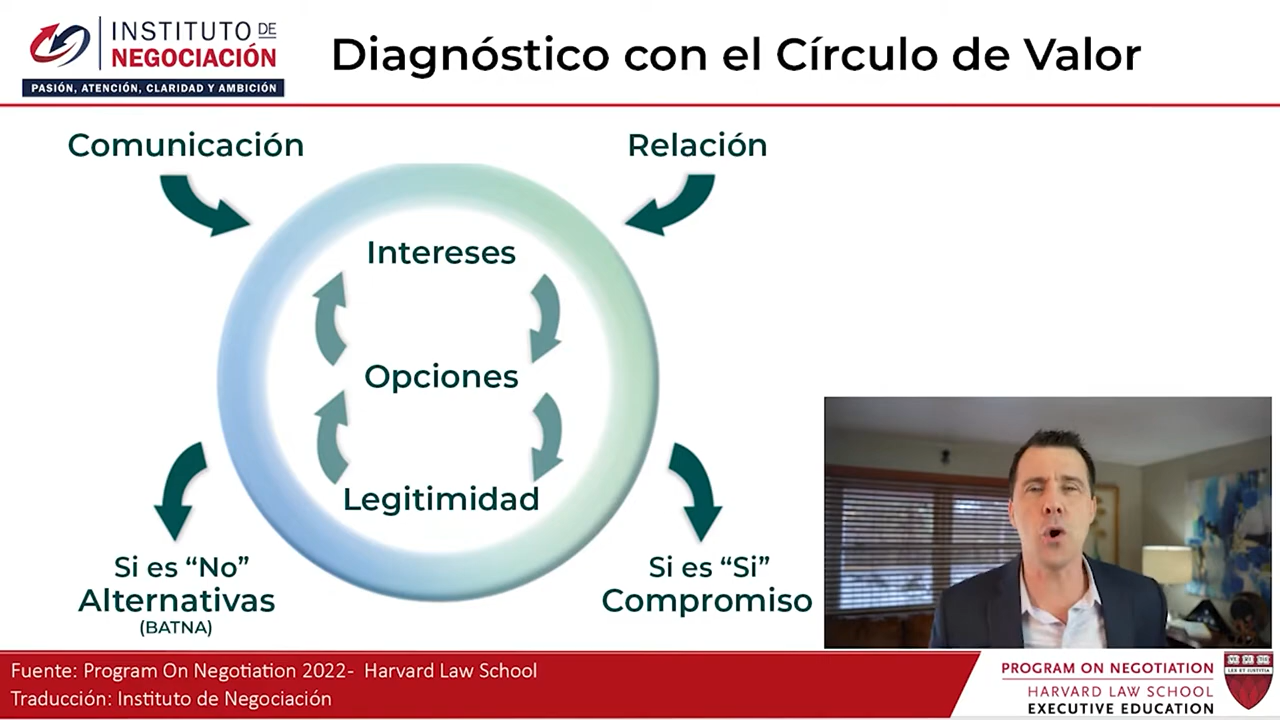 INSTITUTO DE
NEGOCIACIÓN
PASIÓN, ATENCIÓN, CLARIDAD Y AMBICIÓN
Diagnóstico con el Círculo de Valor
Comunicación
Relación
Intereses
Opciones
Legitimidad
Si es “No”
Alternativas
(BATNA)
Si es “Si”
Compromiso
Fuente: Program On Negotiation 2022- Harvard Law School
Traducción: Instituto de Negociación
PROGRAM ON NEGOTIATION
HARVARD LAW SCHOOL
EXECUTIVE EDUCATION